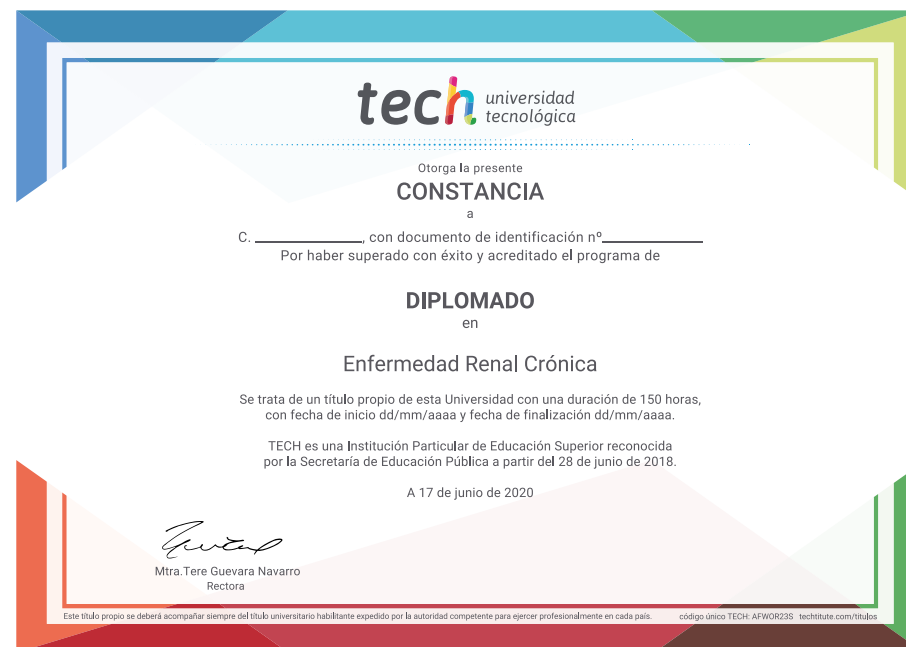 tech universidad
tecnológica
Otorga la presente
CONSTANCIA
a
C. ____________, con documento de identificación nº____________
Por haber superado con éxito y acreditado el programa de
DIPLOMADO
en
Enfermedad Renal Crónica
Se trata de un título propio de esta Universidad con una duración de 150 horas,
con fecha de inicio dd/mm/aaaa y fecha de finalización dd/mm/aaaa.
TECH es una Institución Particular de Educación Superior reconocida
por la Secretaría de Educación Pública a partir del 28 de junio de 2018.
A 17 de junio de 2020
Mtra.Tere Guevara Navarro
Rectora
Este título propio se deberá acompañar siempre del título universitario habilitante expedido por la autoridad competente para ejercer profesionalmente en cada país. código único TECH: AFWOR23S techtitute.com/titulos